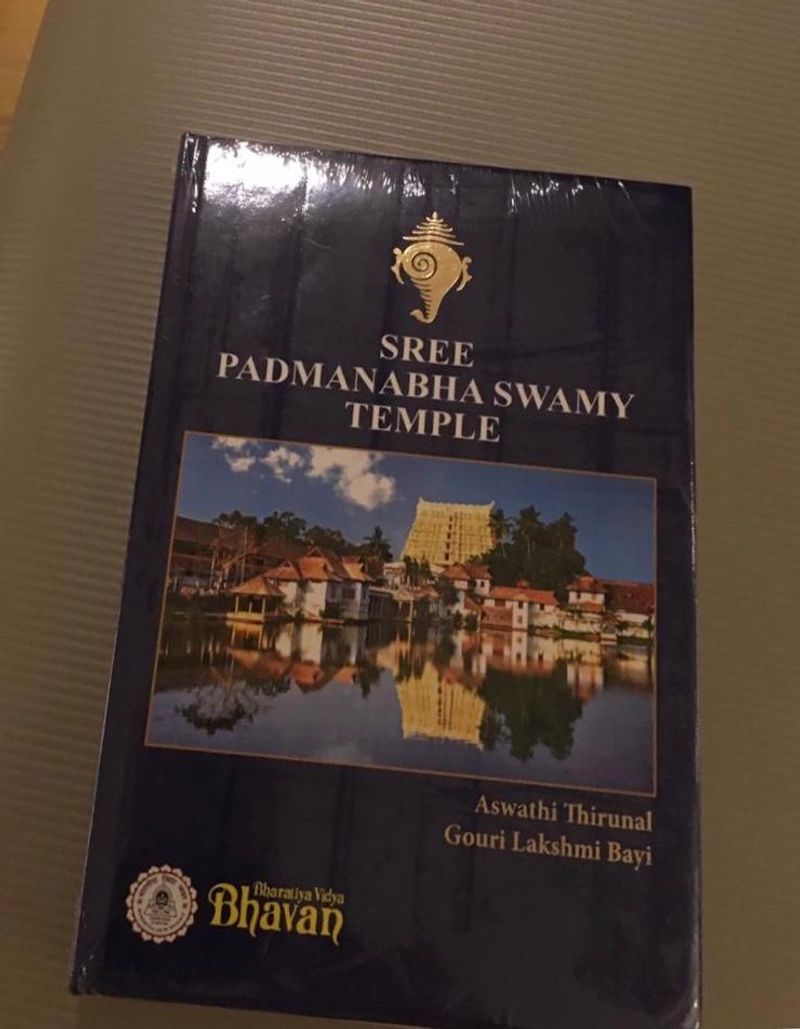 SREE
PADMANABHA SWAMY
TEMPLE
Aswathi Thirunal
Gouri Lakshmi Bayi
Bharatiya Vidya
Bhavan